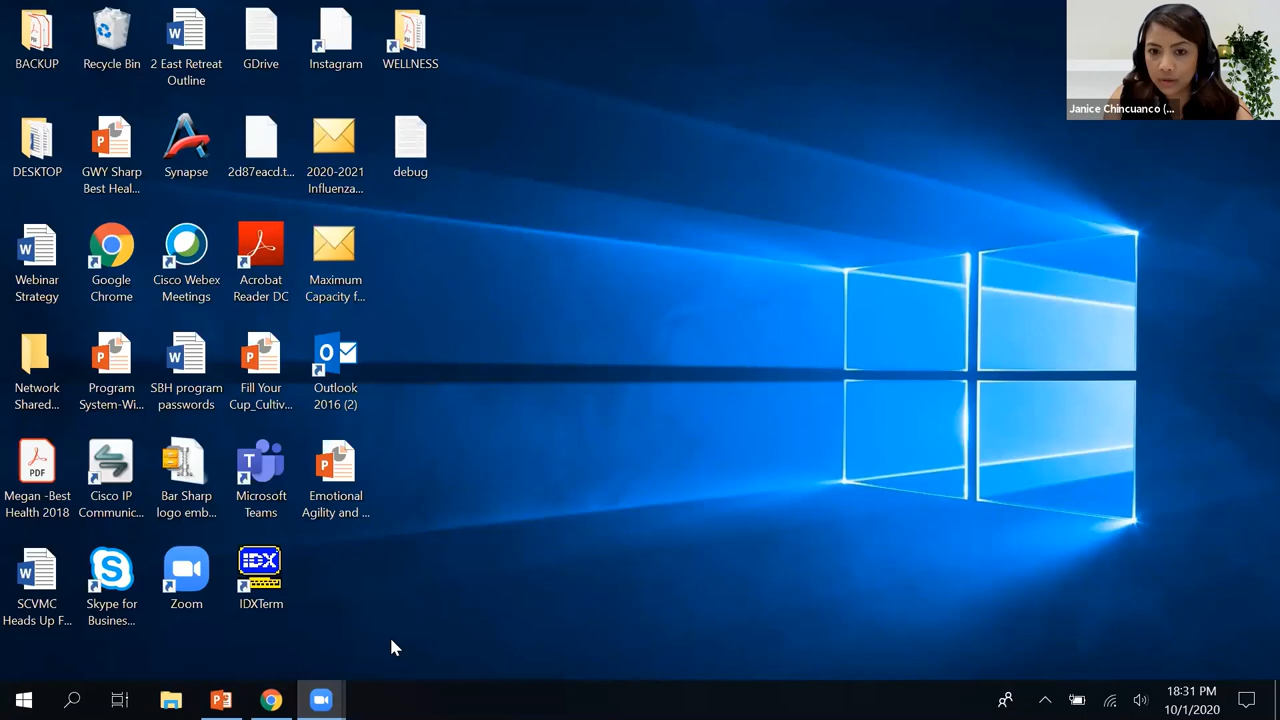 BACKUP
Recycle Bin
2 East Retreat
Outline
GDrive
Instagram
WELLNESS
Janice Chincuanco (...
DESKTOP
GWY Sharp
Best Heal...
Synapse
2d87eacd.t...
2020-2021
Influenza...
debug
Webinar
Strategy
Google
Chrome
Cisco Webex
Meetings
Acrobat
Reader DC
Maximum
Capacity f...
Network
Shared...
Program
System-Wi...
SBH program
passwords
Fill Your
Cup_Cultiv...
Outlook
2016 (2)
PDF
Megan -Best
Health 2018
Cisco IP
Communic...
Bar Sharp
logo emb...
Microsoft
Teams
Emotional
Agility and ...
SCVMC
Heads Up F...
Skype for
Busines...
Zoom
IDX
IDXTerm
18:31 PM
10/1/2020